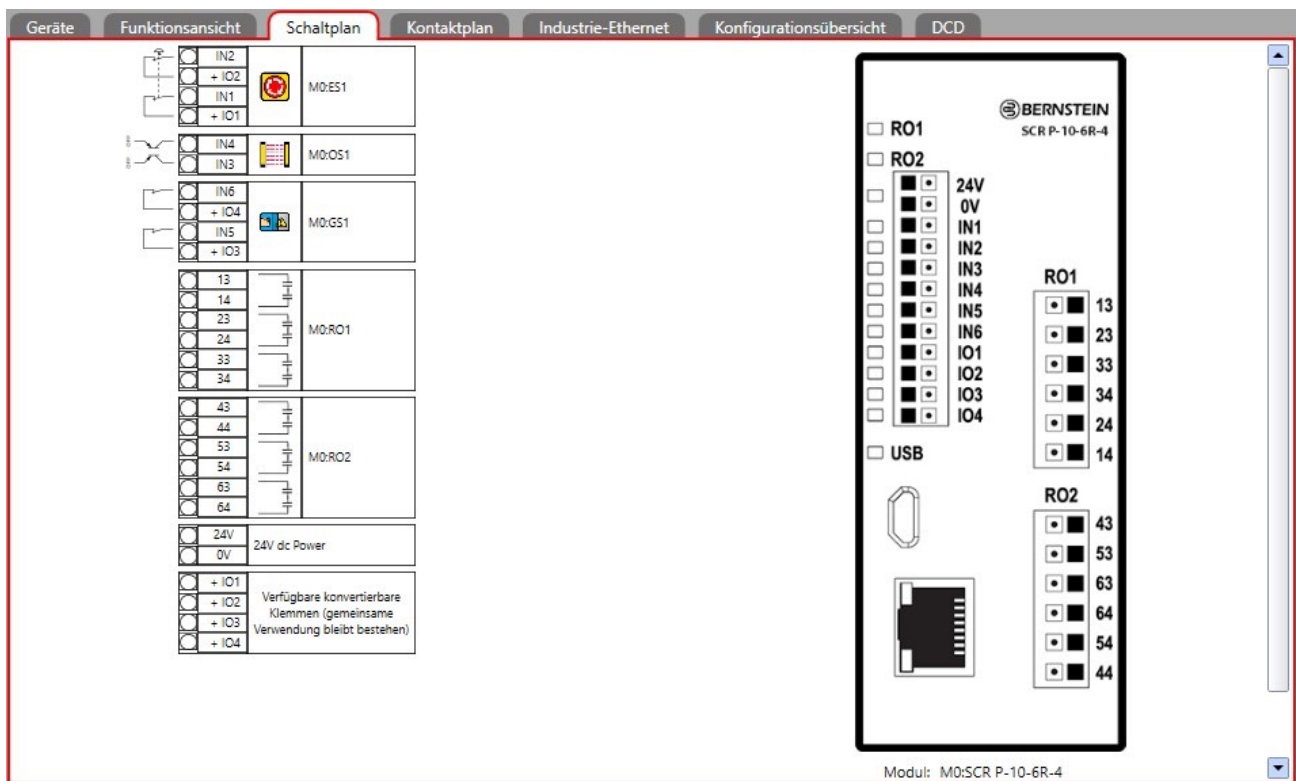 Geräte Funktionsansicht Schaltplan Kontaktplan Industrie-Ethernet Konfigurationsübersicht DCD
IN2
+ IO2
IN1
+ IO1
M0:ES1
IN4
IN3
M0:OS1
IN6
+ IO4
IN5
+ IO3
M0:GS1
13
14
23
24
33
34
M0:RO1
43
44
53
54
63
64
M0:RO2
24V
0V
24V dc Power
+ IO1
+ IO2
+ IO3
+ IO4
Verfügbare konvertierbare
Klemmen (gemeinsame
Verwendung bleibt bestehen)
BERNSTEIN
SCR P-10-6R-4
RO1
RO2
24V
0V
IN1
IN2
IN3
IN4
IN5
IN6
IO1
IO2
IO3
IO4
USB
RO1
13
23
33
34
24
14
RO2
43
53
63
64
54
44
Modul: M0:SCR P-10-6R-4